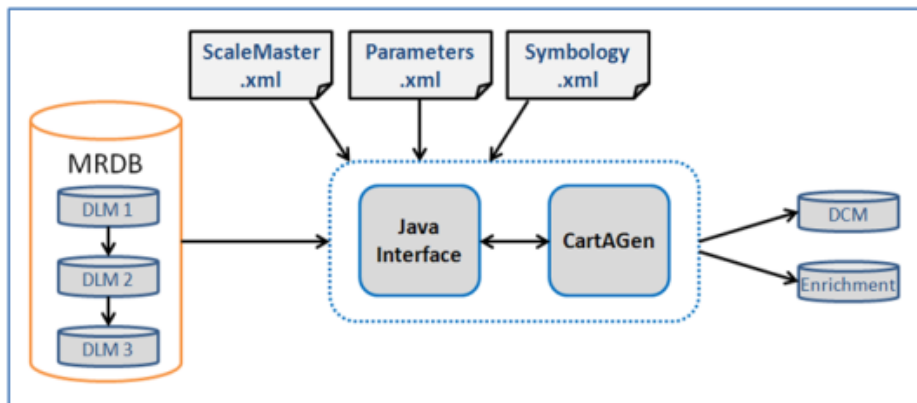 ScaleMaster
.xml
Parameters
.xml
Symbology
.xml
MRDB
DLM 1
DLM 2
DLM 3
Java
Interface
CartAGen
DCM
Enrichment